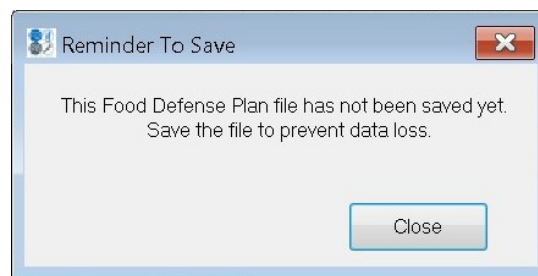 Reminder To Save
This Food Defense Plan file has not been saved yet.
Save the file to prevent data loss.
Close